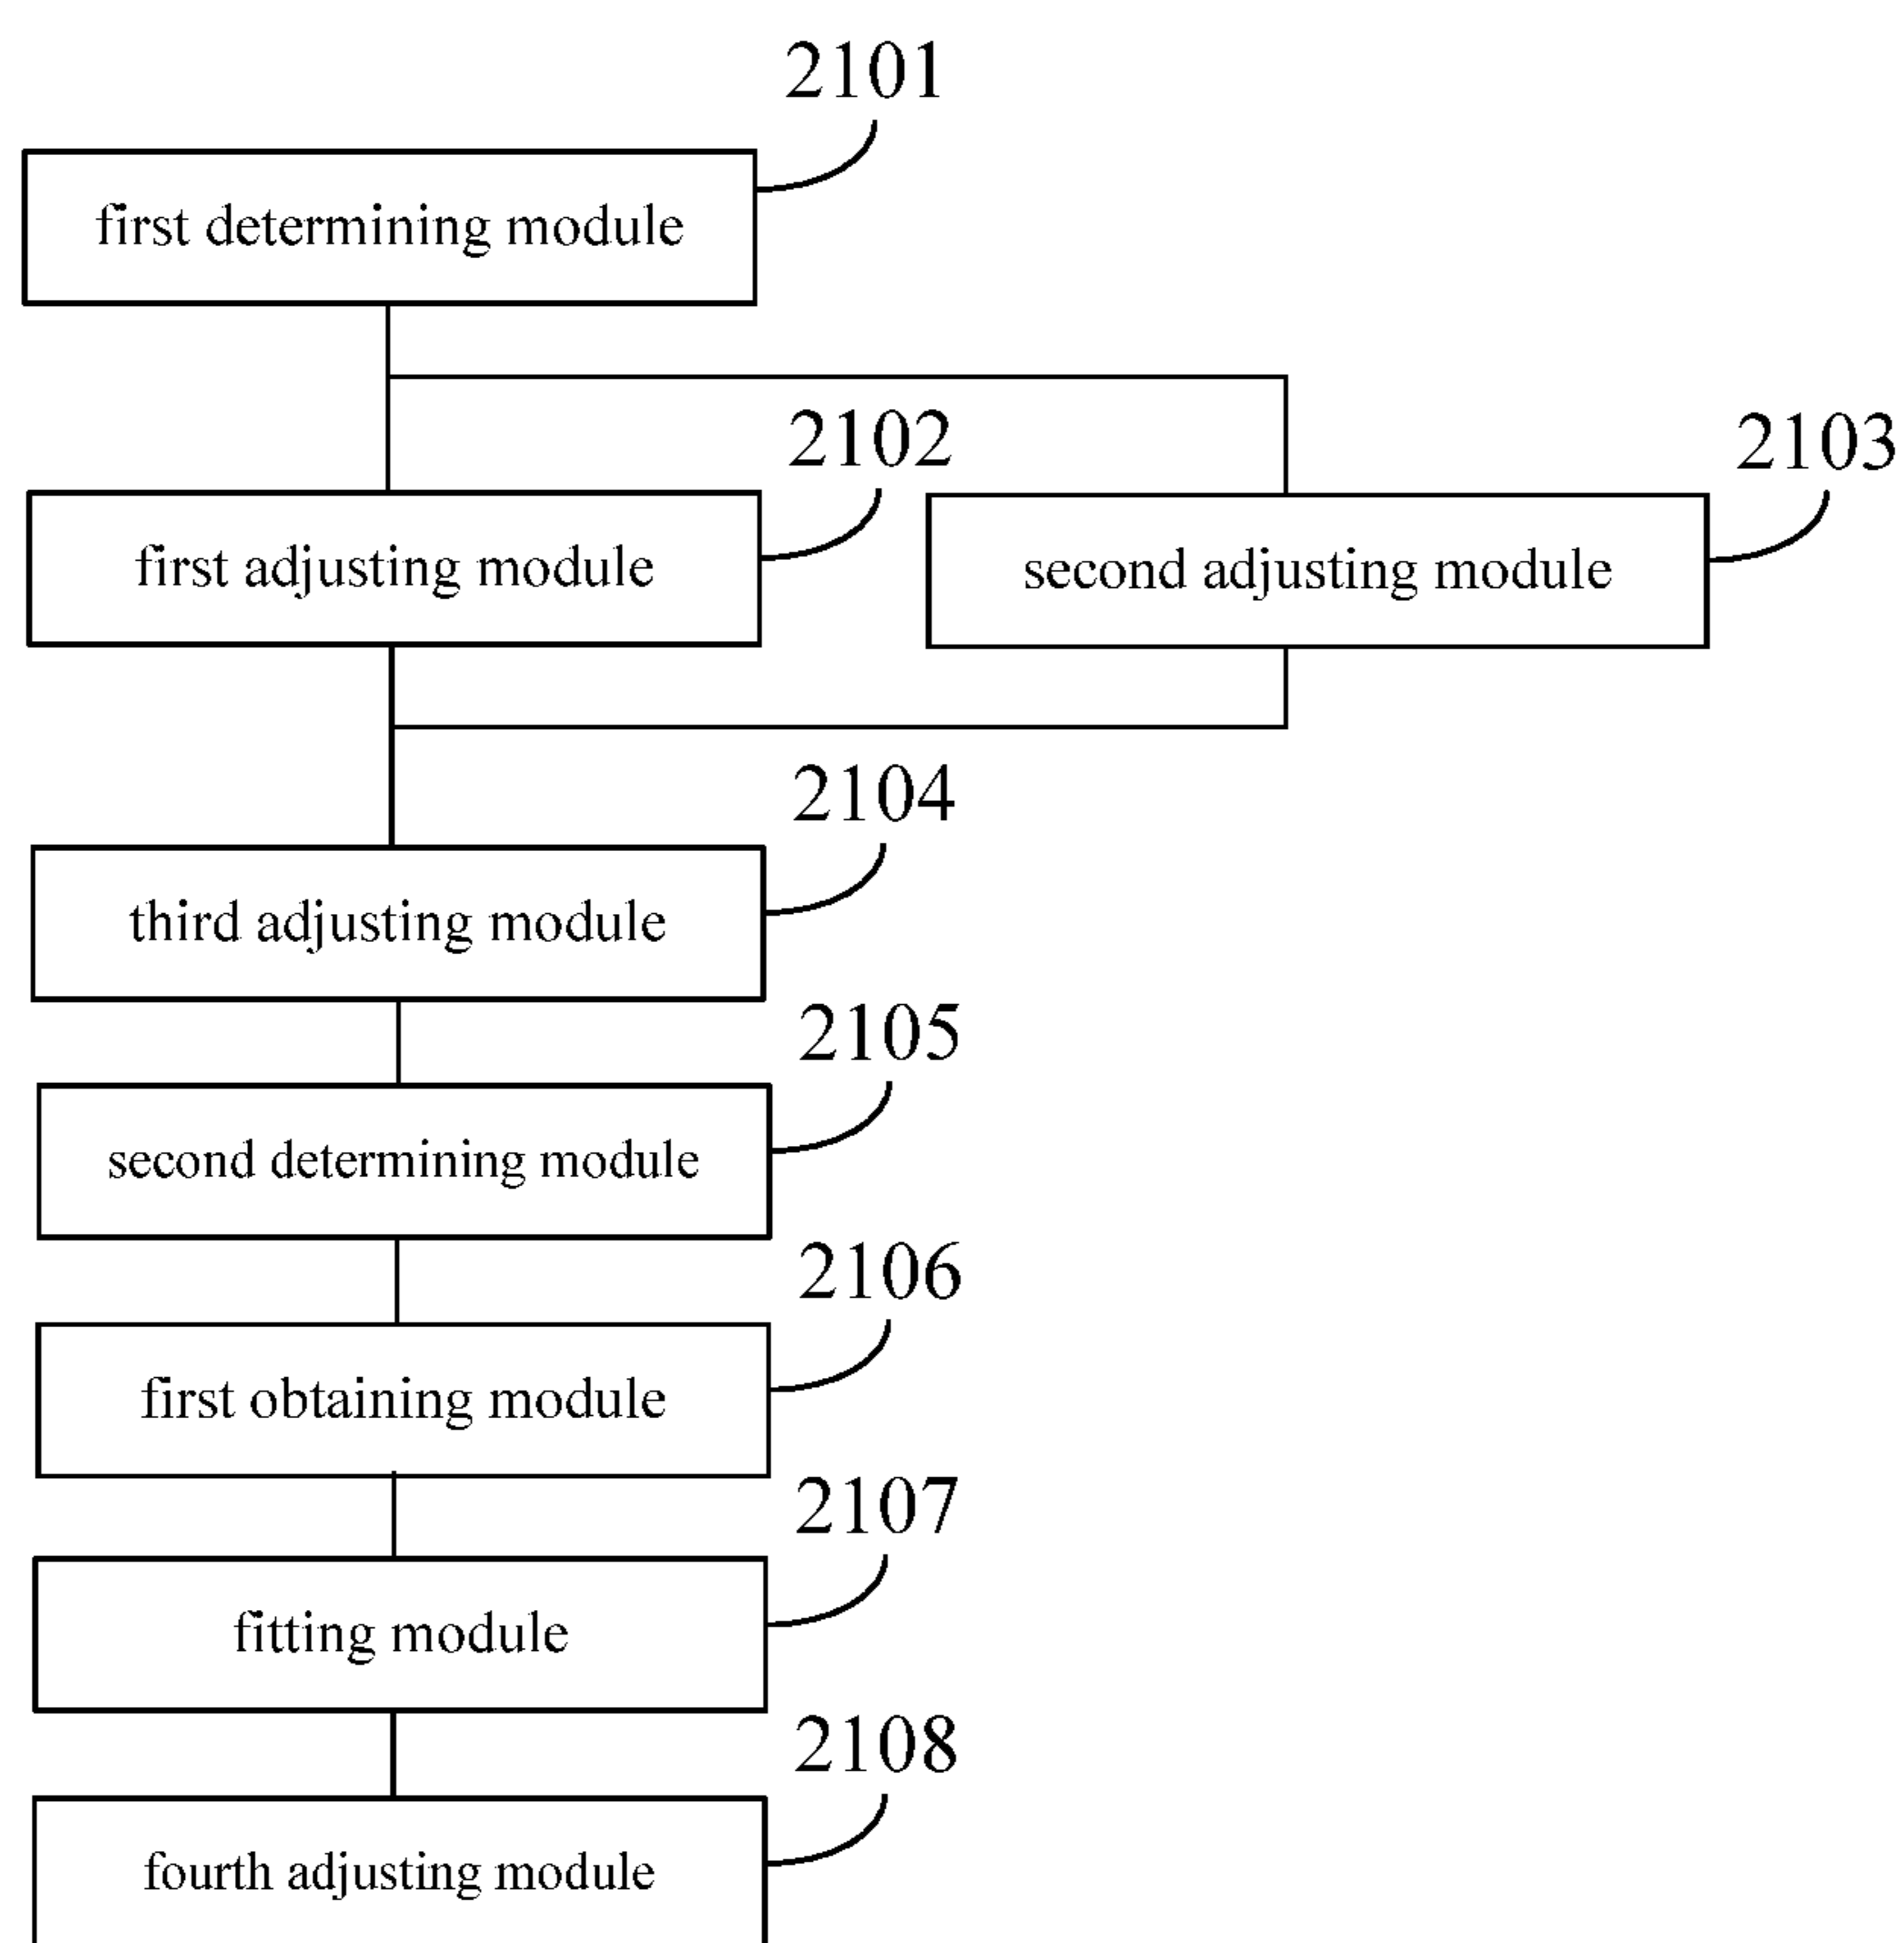 2101
first determining module
2102
2103
first adjusting module
second adjusting module
2104
third adjusting module
2105
second determining module
2106
first obtaining module
2107
fitting module
2108
fourth adjusting module